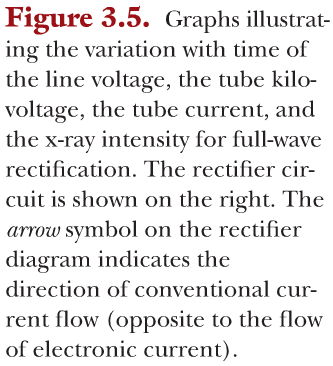 Figure 3.5. Graphs illustrat-
ing the variation with time of
the line voltage, the tube kilo-
voltage, the tube current, and
the x-ray intensity for full-wave
rectification. The rectifier cir-
cuit is shown on the right. The
arrow symbol on the rectifier
diagram indicates the
direction of conventional cur-
rent flow (opposite to the flow
of electronic current).